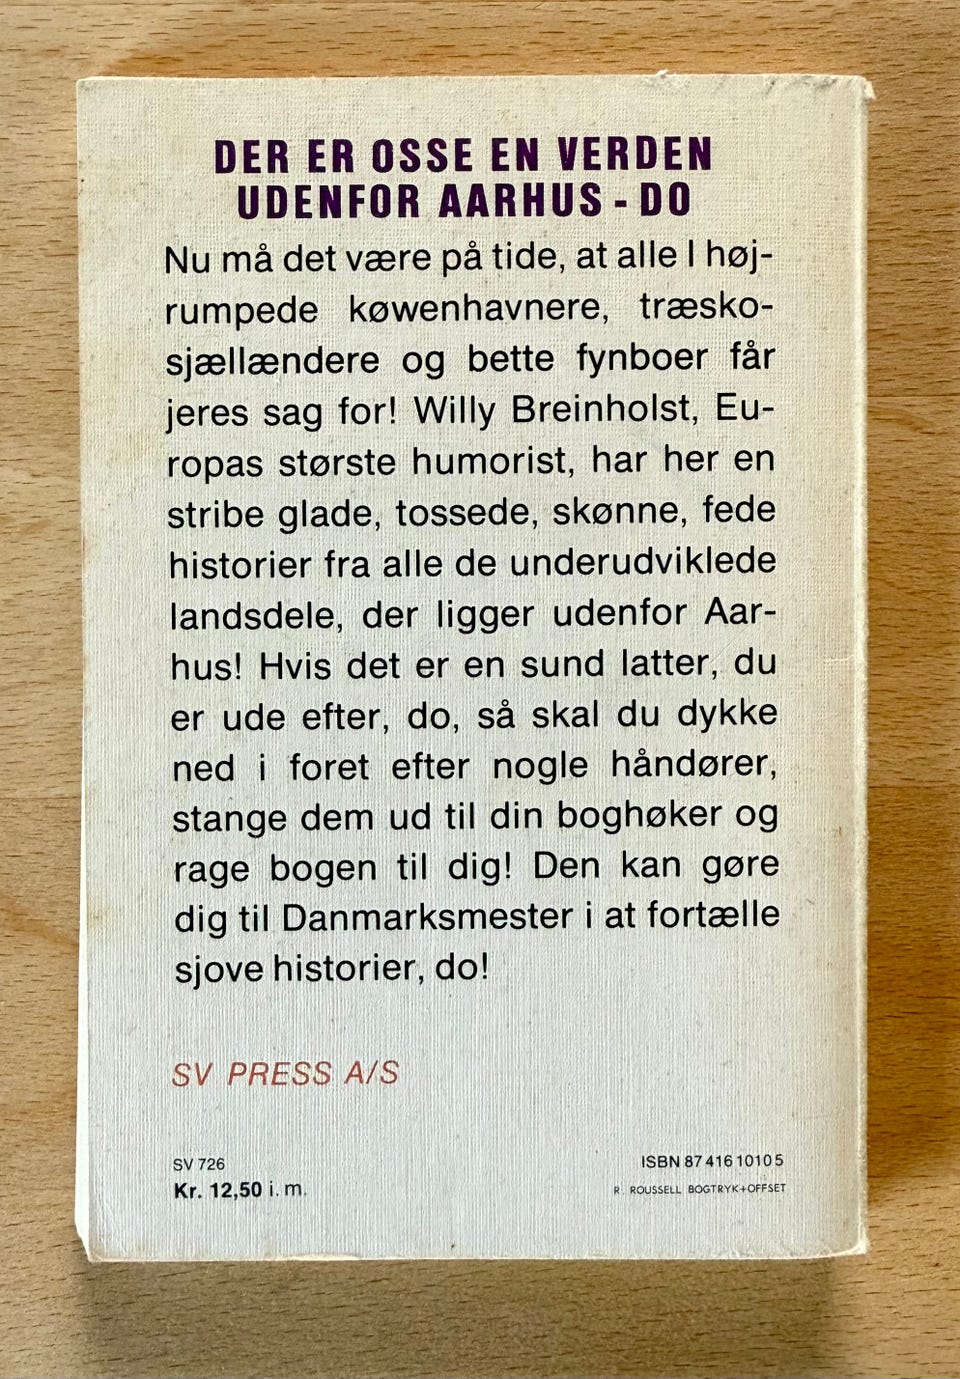 DER ER OSSE EN VERDEN
UDENFOR AARHUS - DO
Nu må det være på tide, at alle I høj-
rumpede køwenhavnere, træsko-
sjællændere og bette fynboer får
jeres sag for! Willy Breinholst, Eu-
ropas største humorist, har her en
stribe glade, tossede, skønne, fede
historier fra alle de underudviklede
landsdele, der ligger udenfor Aar-
hus! Hvis det er en sund latter, du
er ude efter, do, så skal du dykke
ned i foret efter nogle håndører,
stange dem ud til din boghøker og
rage bogen til dig! Den kan gøre
dig til Danmarksmester i at fortælle
sjove historier, do!
SV PRESS A/S
SV 726
Kr. 12,50 i. m.
ISBN 87 416 1010 5
R. ROUSSELL BOGTRYK+OFFSET